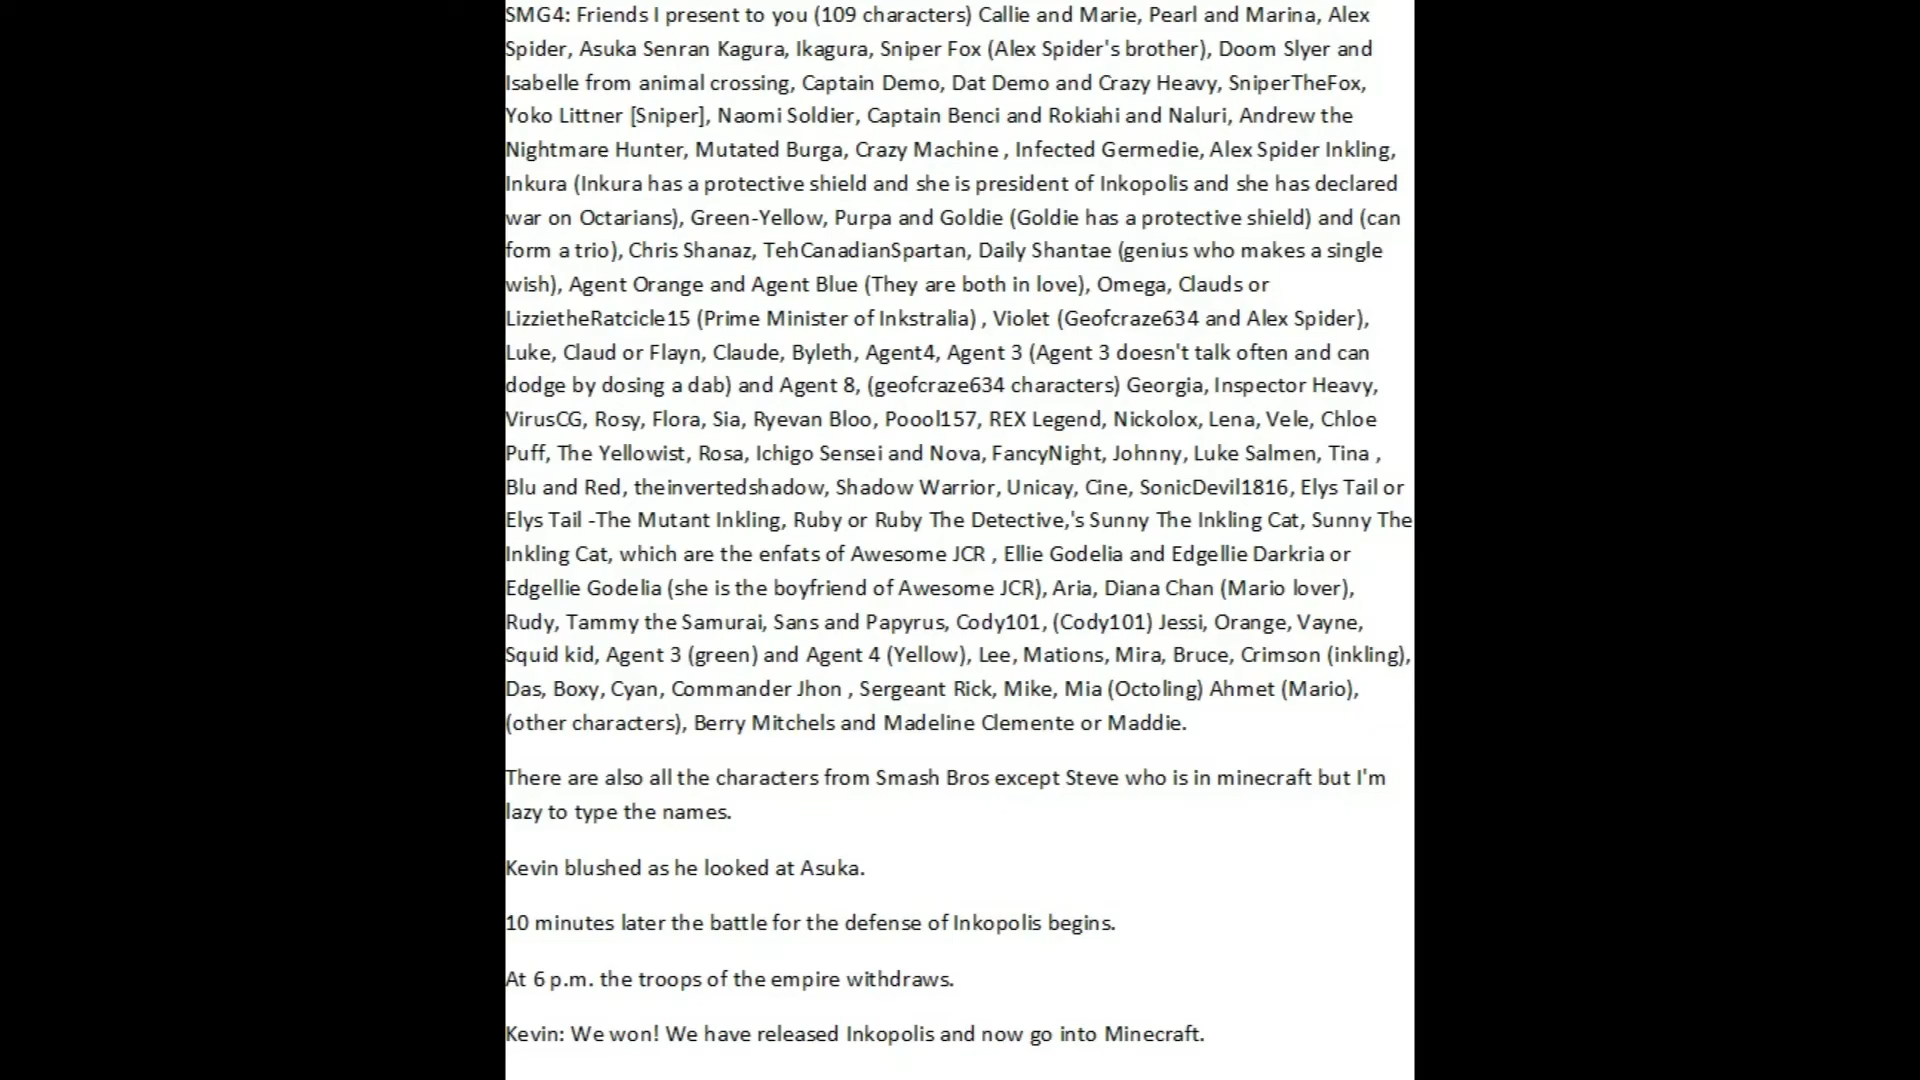 SMG4: Friends I present to you (109 characters) Callie and Marie, Pearl and Marina, Alex
Spider, Asuka Senran Kagura, Ikagura, Sniper Fox (Alex Spider's brother), Doom Slyer and
Isabelle from animal crossing, Captain Demo, Dat Demo and Crazy Heavy, SniperTheFox,
Yoko Littner [Sniper], Naomi Soldier, Captain Benci and Rokiahi and Naluri, Andrew the
Nightmare Hunter, Mutated Burga, Crazy Machine , Infected Germedie, Alex Spider Inkling,
Inkura (Inkura has a protective shield and she is president of Inkopolis and she has declared
war on Octarians), Green-Yellow, Purpa and Goldie (Goldie has a protective shield) and (can
form a trio), Chris Shanaz, TehCanadianSpartan, Daily Shantae (genius who makes a single
wish), Agent Orange and Agent Blue (They are both in love), Omega, Clauds or
LizzietheRatcicle15 (Prime Minister of Inkstralia) , Violet (Geofcraze634 and Alex Spider),
Luke, Claud or Flayn, Claude, Byleth, Agent4, Agent 3 (Agent 3 doesn't talk often and can
dodge by dosing a dab) and Agent 8, (geofcraze634 characters) Georgia, Inspector Heavy,
VirusCG, Rosy, Flora, Sia, Ryevan Bloo, Poool157, REX Legend, Nickolox, Lena, Vele, Chloe
Puff, The Yellowist, Rosa, Ichigo Sensei and Nova, FancyNight, Johnny, Luke Salmen, Tina ,
Blu and Red, theinvertedshadow, Shadow Warrior, Unicay, Cine, SonicDevil1816, Elys Tail or
Elys Tail -The Mutant Inkling, Ruby or Ruby The Detective,'s Sunny The Inkling Cat, Sunny The
Inkling Cat, which are the enfats of Awesome JCR , Ellie Godelia and Edgellie Darkria or
Edgellie Godelia (she is the boyfriend of Awesome JCR), Aria, Diana Chan (Mario lover),
Rudy, Tammy the Samurai, Sans and Papyrus, Cody101, (Cody101) Jessi, Orange, Vayne,
Squid kid, Agent 3 (green) and Agent 4 (Yellow), Lee, Mations, Mira, Bruce, Crimson (inkling),
Das, Boxy, Cyan, Commander Jhon , Sergeant Rick, Mike, Mia (Octoling) Ahmet (Mario),
(other characters), Berry Mitchels and Madeline Clemente or Maddie.
There are also all the characters from Smash Bros except Steve who is in minecraft but I'm
lazy to type the names.
Kevin blushed as he looked at Asuka.
10 minutes later the battle for the defense of Inkopolis begins.
At 6 p.m. the troops of the empire withdraws.
Kevin: We won! We have released Inkopolis and now go into Minecraft.